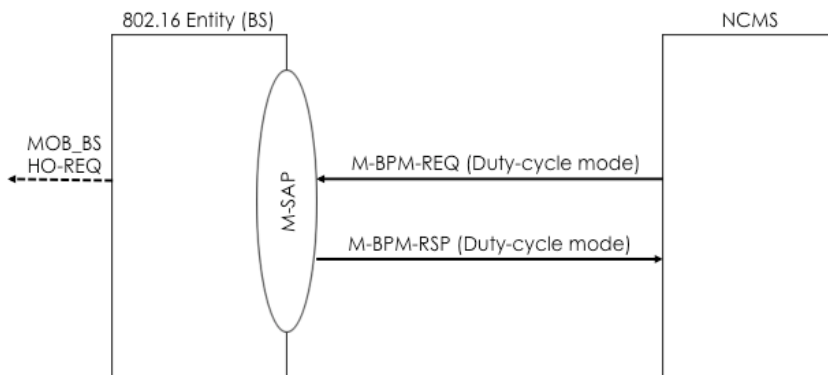 802.16 Entity (BS)
NCMS
MOB_BS
HO-REQ
M-BPM-REQ (Duty-cycle mode)
M-SAP
M-BPM-RSP (Duty-cycle mode)